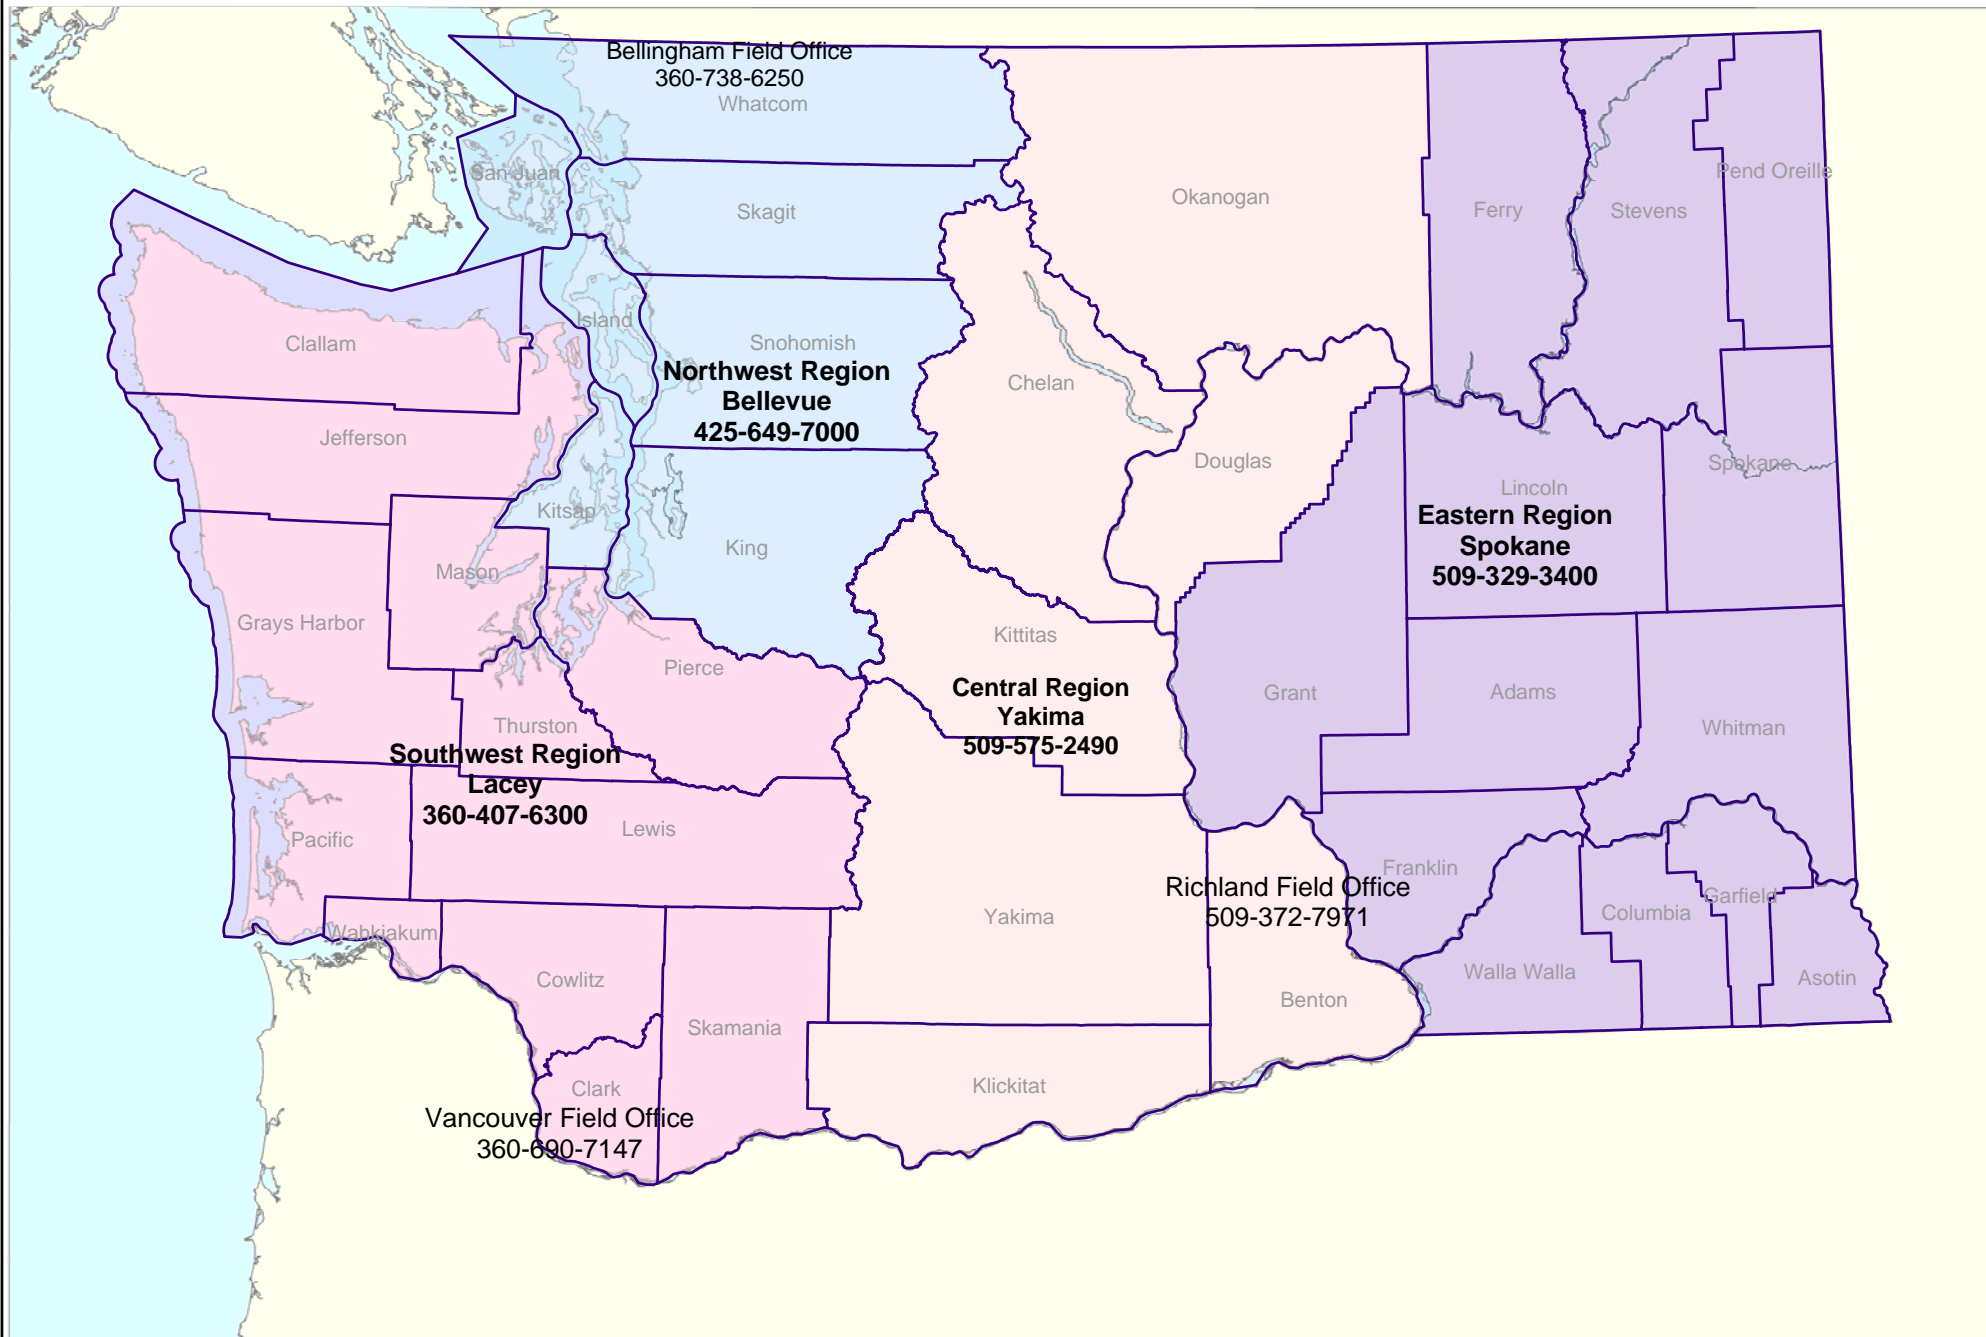 Bellingham Field Office
360-738-6250
Whatcom
San Juan
Skagit
Okanogan
Ferry
Stevens
Pend Oreille
Island
Clallam
Snohomish
Northwest Region
Bellevue
425-649-7000
Chelan
Jefferson
Douglas
Spokane
Lincoln
Eastern Region
Spokane
509-329-3400
Kitsap
King
Mason
Grays Harbor
Kittitas
Pierce
Central Region
Yakima
509-575-2490
Grant
Adams
Whitman
Thurston
Southwest Region
Lacey
360-407-6300
Lewis
Pacific
Franklin
Richland Field Office
509-372-7971
Garfield
Columbia
Yakima
Wahkiakum
Cowlitz
Walla Walla
Asotin
Benton
Skamania
Klickitat
Clark
Vancouver Field Office
360-690-7147